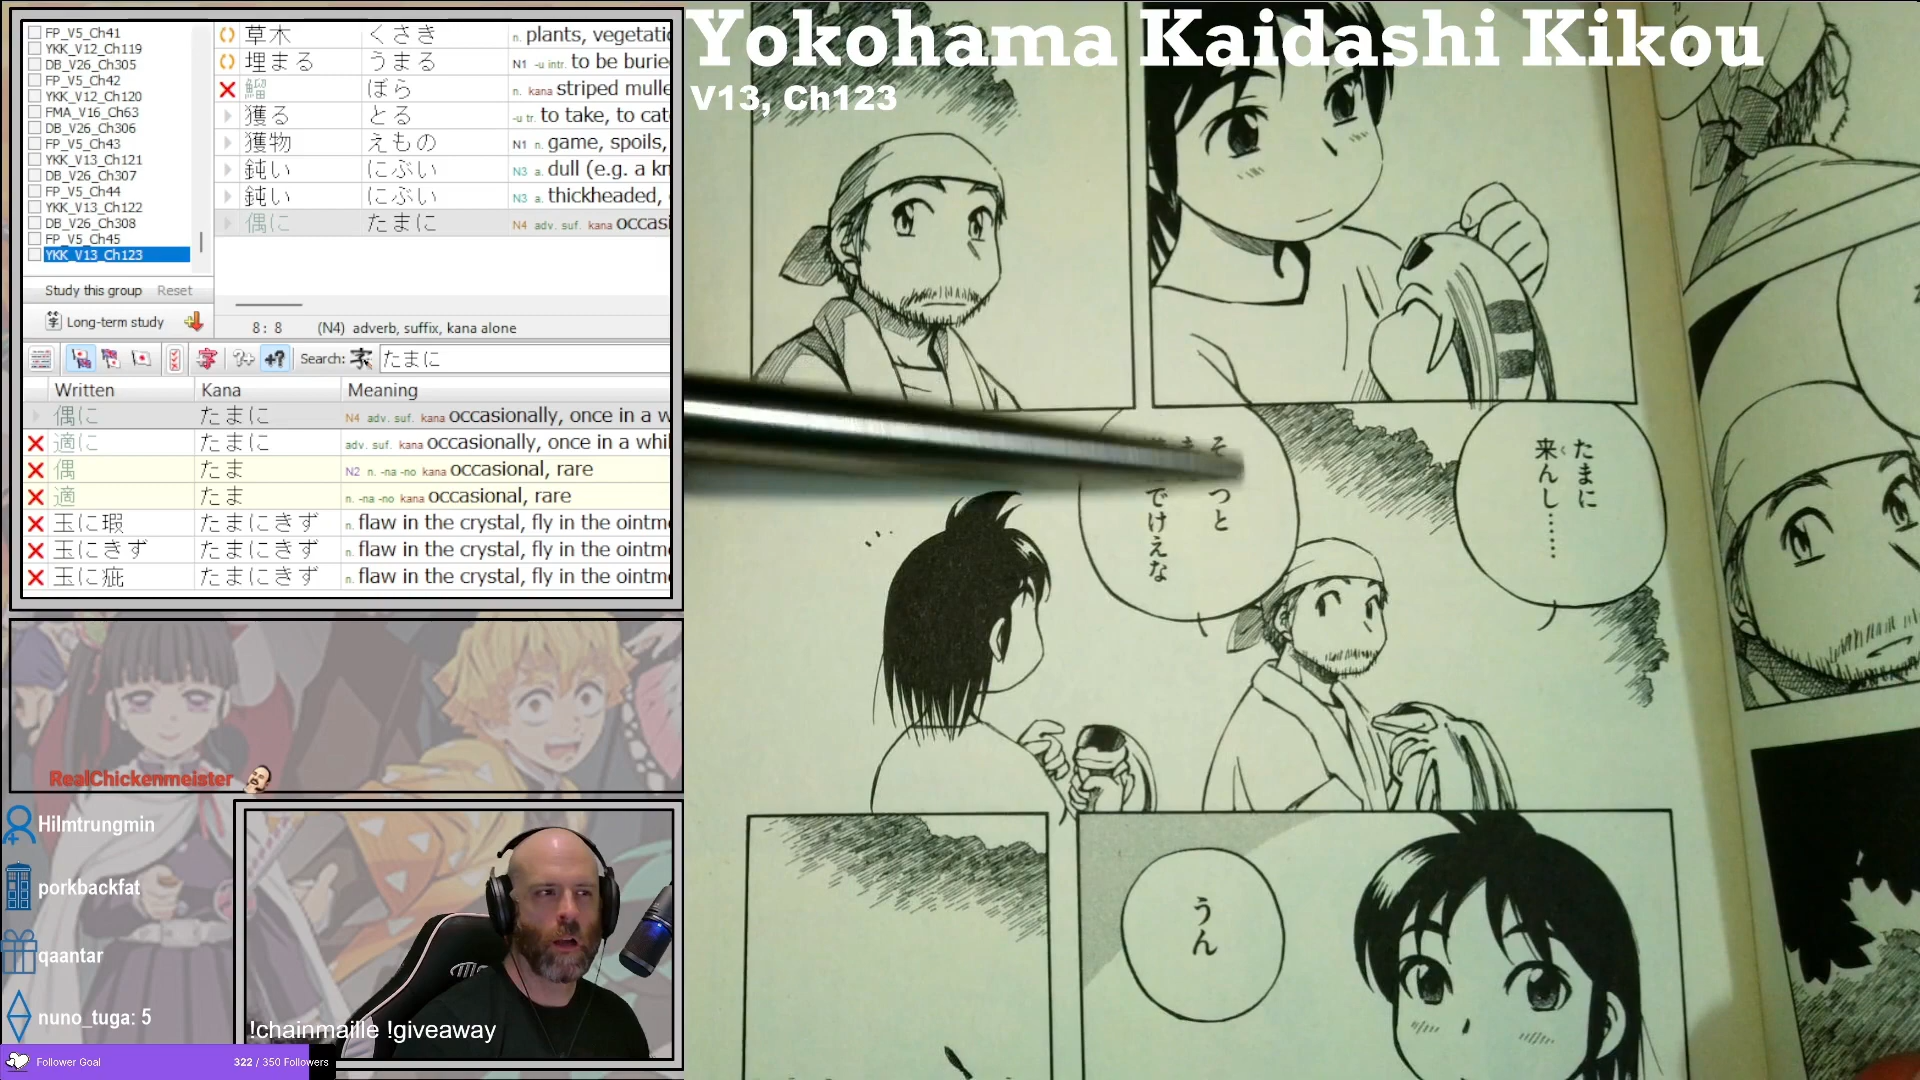 FP_V5_Ch41
YKK_V12_Ch119
DB_V26_Ch305
FP_V5_Ch42
YKK_V12_Ch120
FMA_V16_Ch63
DB_V26_Ch306
FP_V5_Ch43
YKK_V13_Ch121
DB_V26_Ch307
FP_V5_Ch44
YKK_V13_Ch122
DB_V26_Ch308
FP_V5_Ch45
YKK_V13_Ch123
Study this group Reset
Long-term study
草木 くさき n. plants, vegetatio
埋まる うまる N1 -u intr. to be burie
鯔 ぼら n. kana striped mulle
獲る とる -u tr. to take, to cat
獲物 えもの N1 n. game, spoils,
鈍い にぶい N3 a. dull (e.g. a kn
鈍い にぶい N3 a. thickheaded,
偶に たまに N4 adv. suf. kana occasi
8: 8 (N4) adverb, suffix, kana alone
Search: たまに
Written Kana Meaning
偶に たまに N4 adv. suf. kana occasionally, once in a w
適に たまに adv. suf. kana occasionally, once in a whil
偶 たま N2 n. -na -no kana occasional, rare
適 たま n. -na -no kana occasional, rare
玉に瑕 たまにきず n. flaw in the crystal, fly in the ointm
玉にきず たまにきず n. flaw in the crystal, fly in the ointm
玉に疵 たまにきず n. flaw in the crystal, fly in the ointm
RealChickenmeister
Hilmtrungmin
porkbackfat
qaantar
nuno_tuga: 5
!chainmaille !giveaway
Follower Goal 322 / 350 Followers
Yokohama Kaidashi Kikou
V13, Ch123
たまに
来んし……
く
つと
でけえな
うん